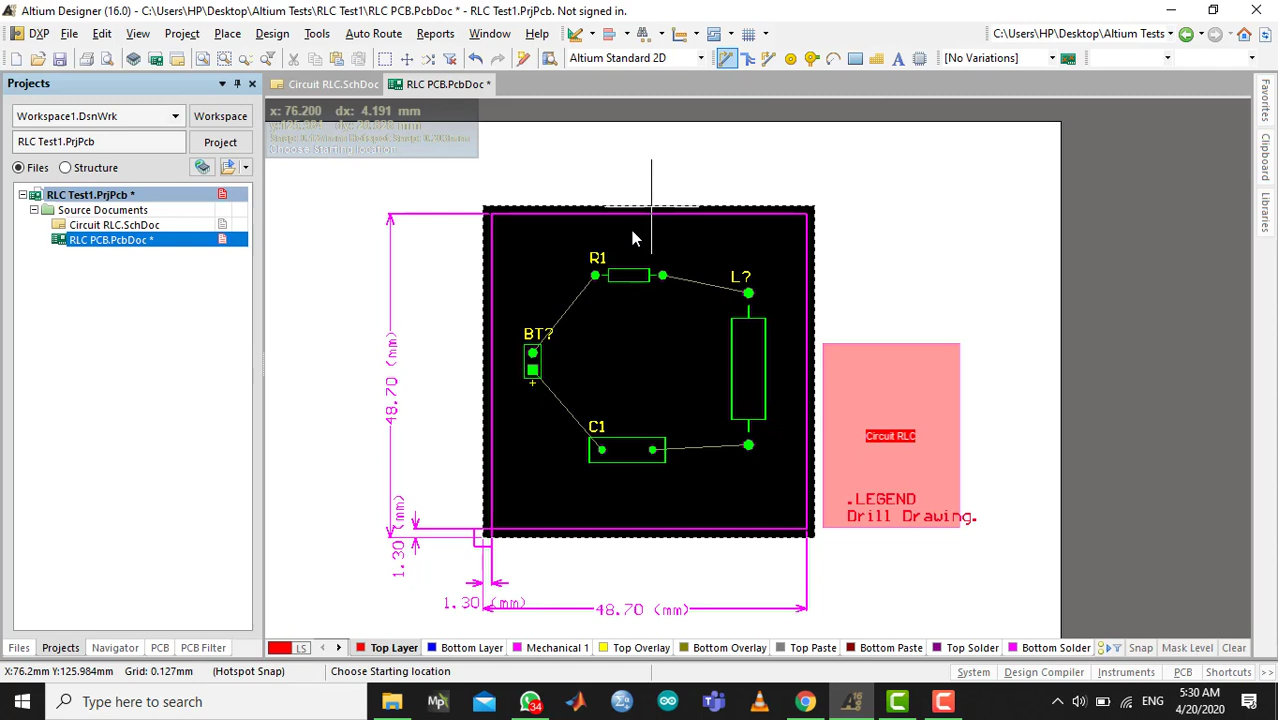 Altium Designer (16.0) - C:\Users\HP\Desktop\Altium Tests\RLC Test1\RLC PCB.PcbDoc * - RLC Test1.PrjPcb. Not signed in.
DXP File Edit View Project Place Design Tools Auto Route Reports Window Help C:\Users\HP\Desktop\Altium Tests
Altium Standard 2D [No Variations]
Projects
Circuit RLC.SchDoc RLC PCB.PcbDoc *
Workspace1.DsnWrk Workspace
RLC Test1.PrjPcb Project
Files Structure
RLC Test1.PrjPcb *
Source Documents
Circuit RLC.SchDoc
RLC PCB.PcbDoc *
x: 76.200 dx: 4.191 mm
Choose Starting location
R1
L?
BT?
+
C1
48.70 (mm)
1.30 (mm)
1.30 (mm)
48.70 (mm)
Circuit RLC
.LEGEND
Drill Drawing.
Favorites
Clipboard
Libraries
Files Projects Navigator PCB PCB Filter
LS Top Layer Bottom Layer Mechanical 1 Top Overlay Bottom Overlay Top Paste Bottom Paste Top Solder Bottom Solder Snap Mask Level Clear
X:76.2mm Y:125.984mm Grid: 0.127mm (Hotspot Snap) Choose Starting location System Design Compiler Instruments PCB Shortcuts
Type here to search
34
ENG
5:30 AM
4/20/2020